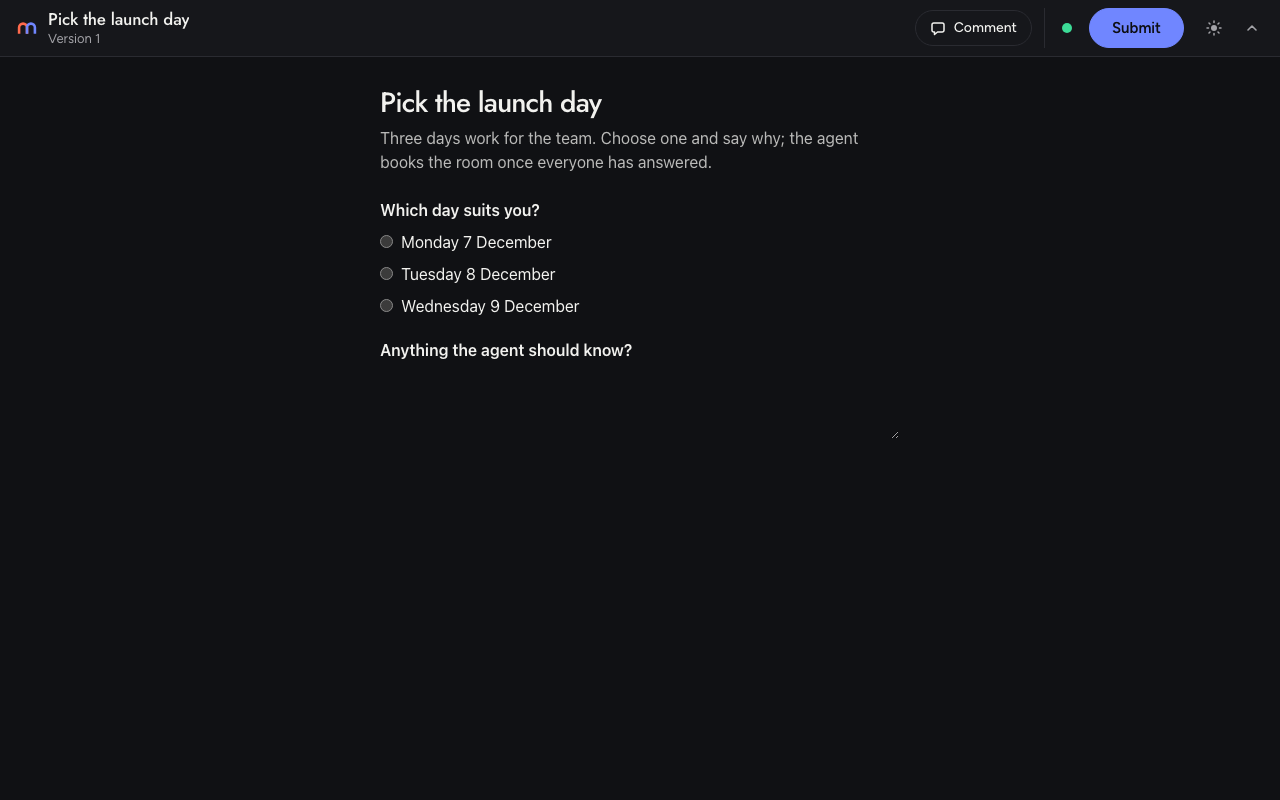 Pick the launch day
Version 1
Comment
Submit
Pick the launch day
Three days work for the team. Choose one and say why; the agent
books the room once everyone has answered.
Which day suits you?
Monday 7 December
Tuesday 8 December
Wednesday 9 December
Anything the agent should know?